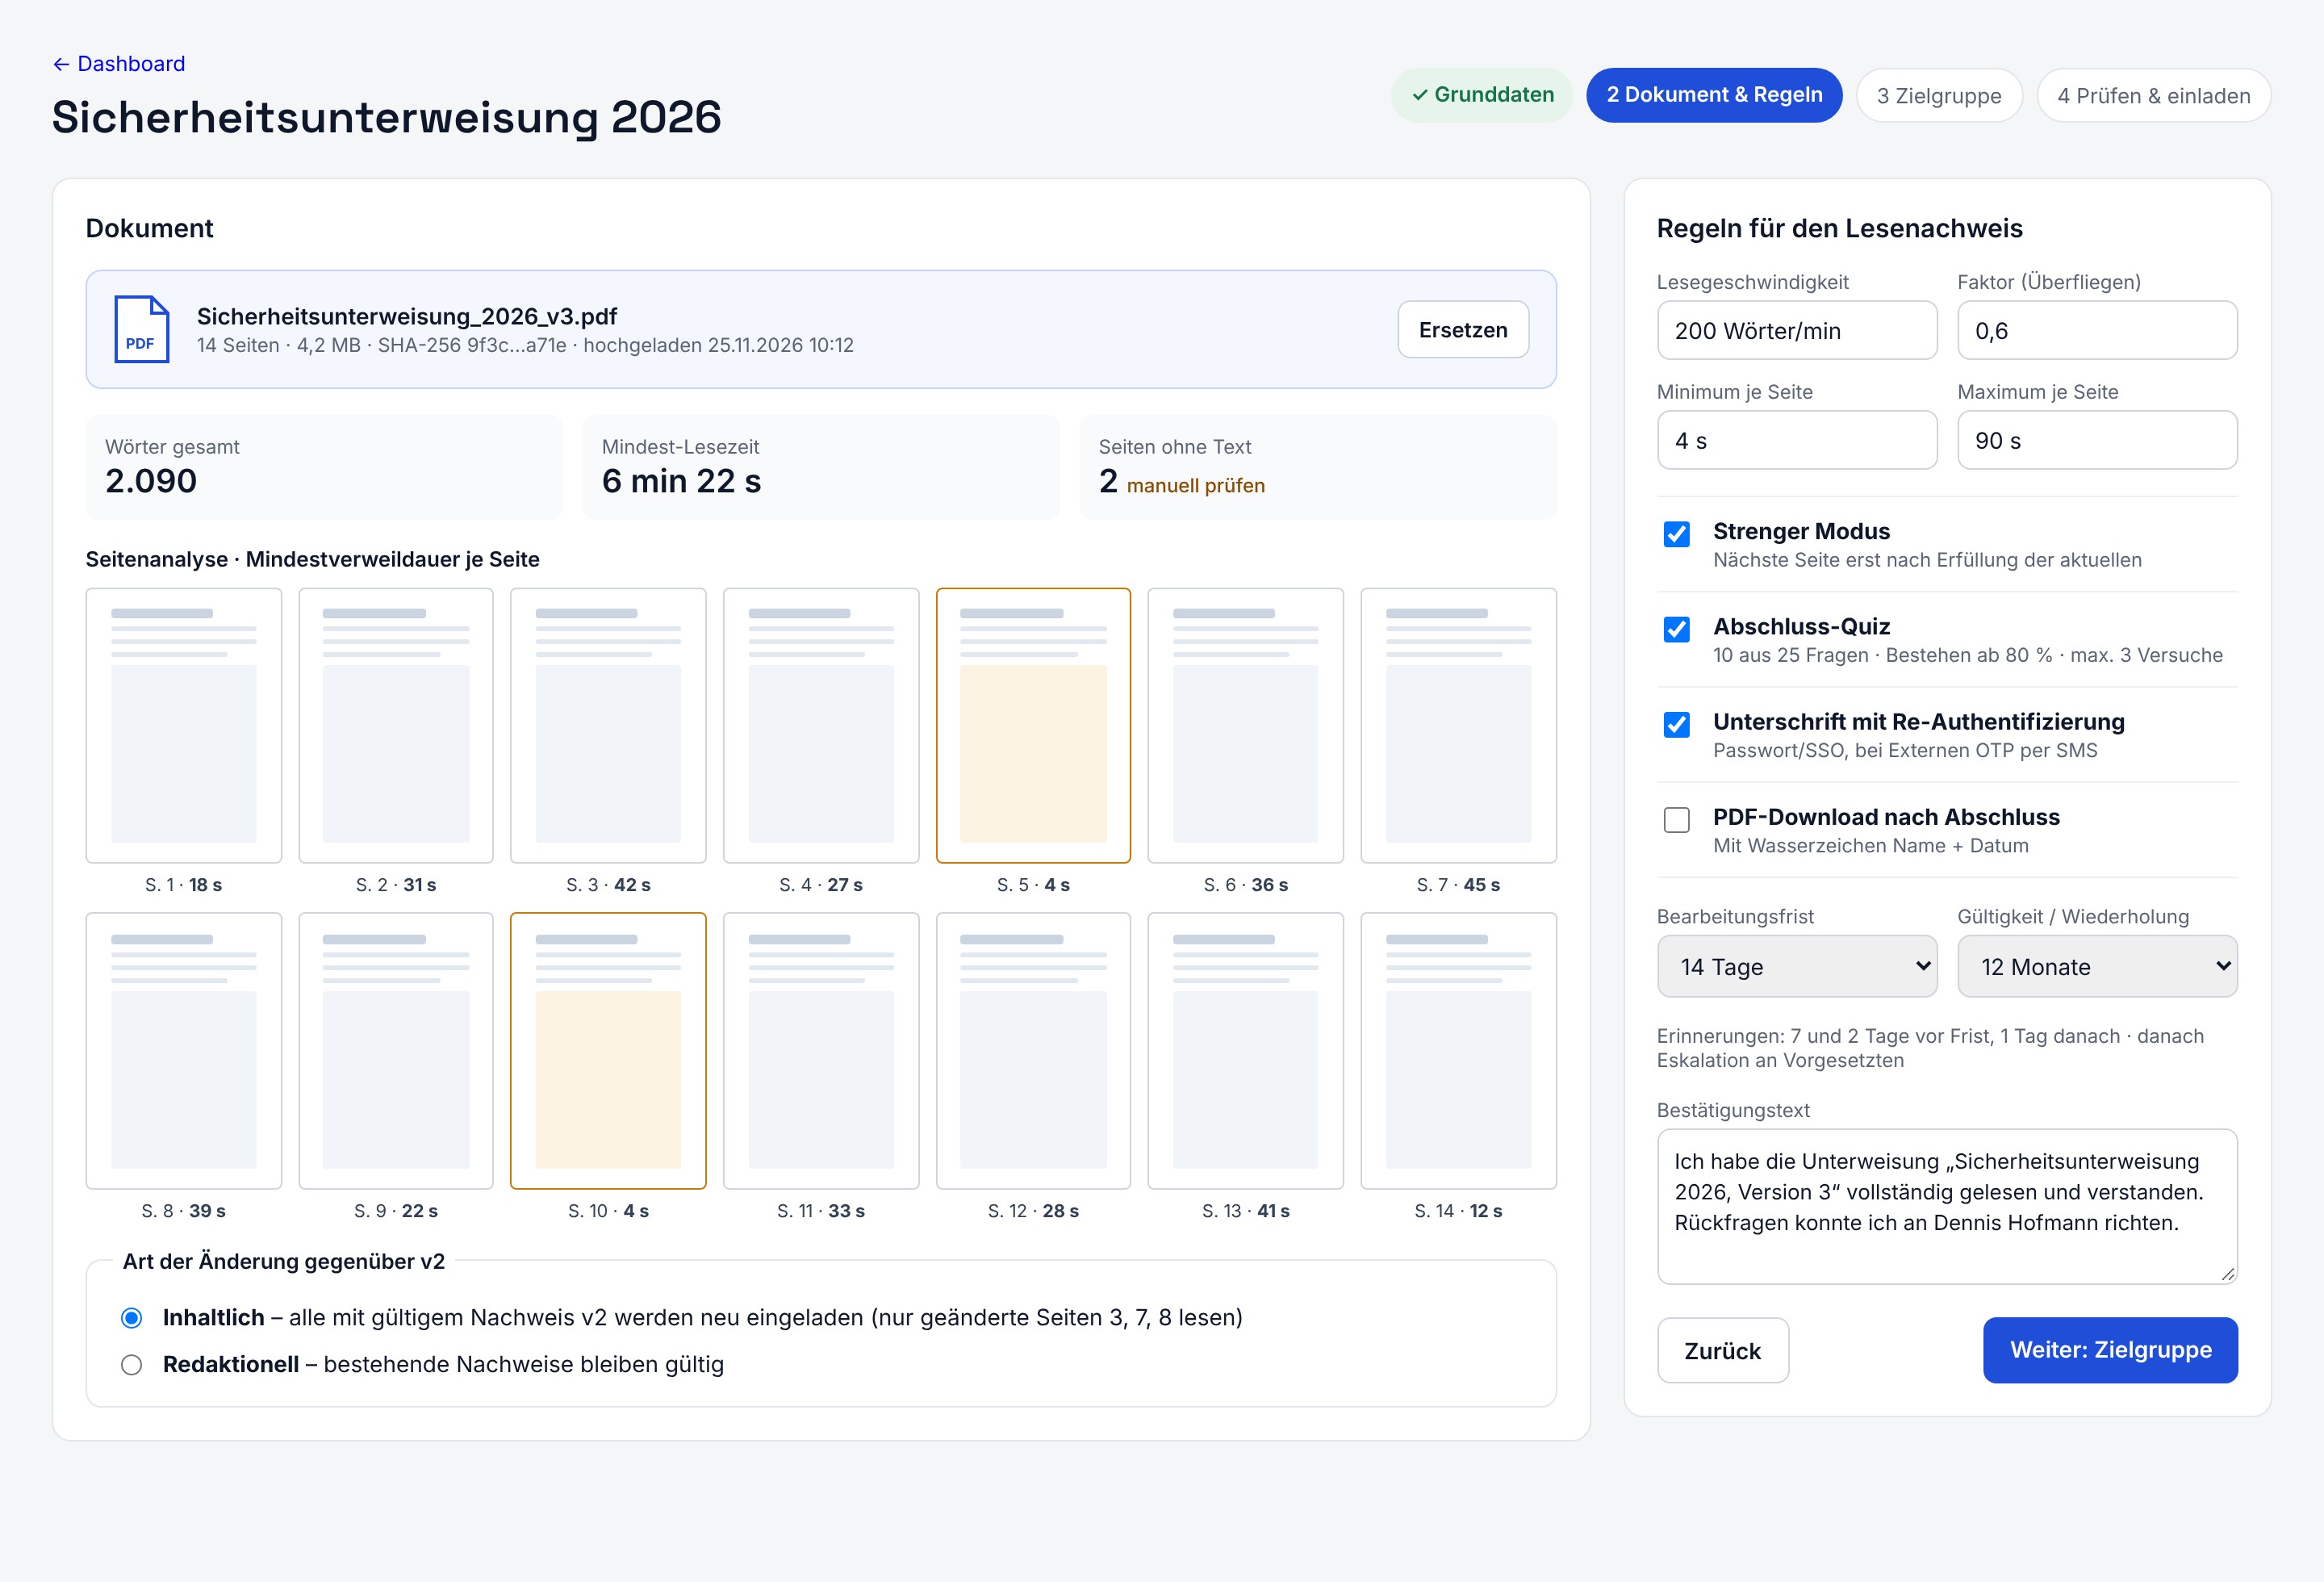 ← Dashboard
Sicherheitsunterweisung 2026
✓ Grunddaten
2 Dokument & Regeln
3 Zielgruppe
4 Prüfen & einladen
Dokument
PDF
Sicherheitsunterweisung_2026_v3.pdf
14 Seiten · 4,2 MB · SHA-256 9f3c…a71e · hochgeladen 25.11.2026 10:12
Ersetzen
Wörter gesamt
2.090
Mindest-Lesezeit
6 min 22 s
Seiten ohne Text
2 manuell prüfen
Seitenanalyse · Mindestverweildauer je Seite
S. 1 · 18 s
S. 2 · 31 s
S. 3 · 42 s
S. 4 · 27 s
S. 5 · 4 s
S. 6 · 36 s
S. 7 · 45 s
S. 8 · 39 s
S. 9 · 22 s
S. 10 · 4 s
S. 11 · 33 s
S. 12 · 28 s
S. 13 · 41 s
S. 14 · 12 s
Art der Änderung gegenüber v2
Inhaltlich – alle mit gültigem Nachweis v2 werden neu eingeladen (nur geänderte Seiten 3, 7, 8 lesen)
Redaktionell – bestehende Nachweise bleiben gültig
Regeln für den Lesenachweis
Lesegeschwindigkeit
200 Wörter/min
Faktor (Überfliegen)
0,6
Minimum je Seite
4 s
Maximum je Seite
90 s
Strenger Modus
Nächste Seite erst nach Erfüllung der aktuellen
Abschluss-Quiz
10 aus 25 Fragen · Bestehen ab 80 % · max. 3 Versuche
Unterschrift mit Re-Authentifizierung
Passwort/SSO, bei Externen OTP per SMS
PDF-Download nach Abschluss
Mit Wasserzeichen Name + Datum
Bearbeitungsfrist
14 Tage
Gültigkeit / Wiederholung
12 Monate
Erinnerungen: 7 und 2 Tage vor Frist, 1 Tag danach · danach
Eskalation an Vorgesetzten
Bestätigungstext
Ich habe die Unterweisung „Sicherheitsunterweisung
2026, Version 3“ vollständig gelesen und verstanden.
Rückfragen konnte ich an Dennis Hofmann richten.
Zurück
Weiter: Zielgruppe